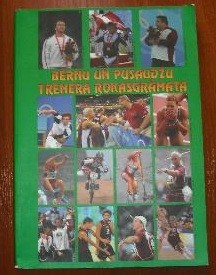 BĒRNU UN PUSAUDŽU
TRENERA ROKASGRĀMATA